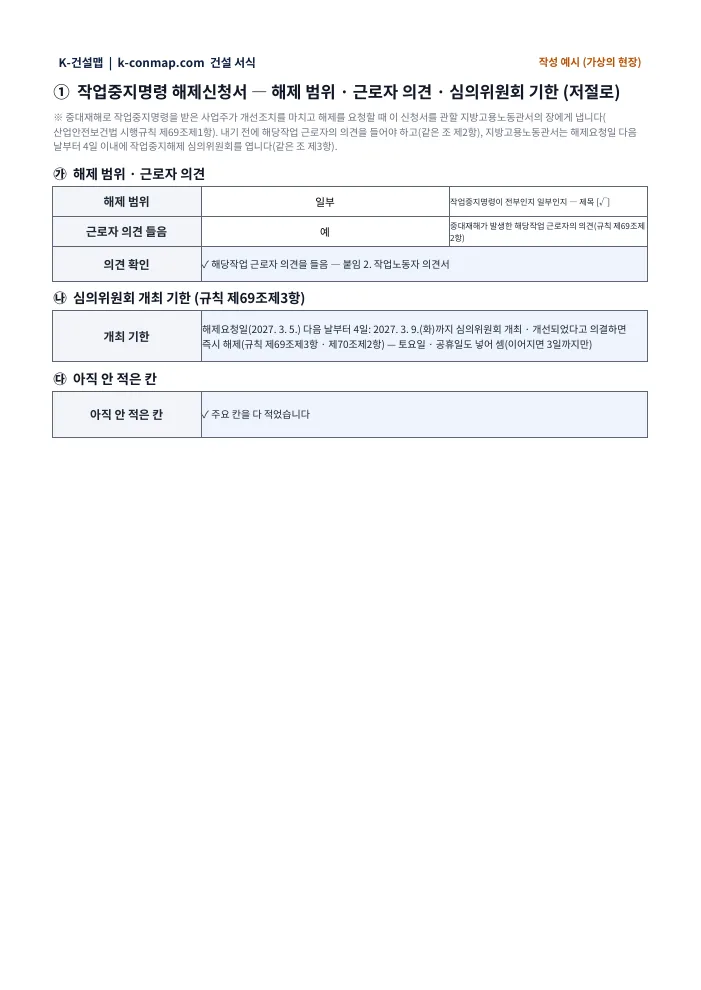 K-건설맵 | k-conmap.com 건설 서식
작성 예시 (가상의 현장)
① 작업중지명령 해제신청서 — 해제 범위 · 근로자 의견 · 심의위원회 기한 (저절로)
※ 중대재해로 작업중지명령을 받은 사업주가 개선조치를 마치고 해제를 요청할 때 이 신청서를 관할 지방고용노동관서의 장에게 냅니다(
산업안전보건법 시행규칙 제69조제1항). 내기 전에 해당작업 근로자의 의견을 들어야 하고(같은 조 제2항), 지방고용노동관서는 해제요청일 다음
날부터 4일 이내에 작업중지해제 심의위원회를 엽니다(같은 조 제3항).
㉮ 해제 범위 · 근로자 의견
해제 범위
일부
작업중지명령이 전부인지 일부인지 — 제목 [√ ]
근로자 의견 들음
예
중대재해가 발생한 해당작업 근로자의 의견(규칙 제69조제
2항)
의견 확인
✓ 해당작업 근로자 의견을 들음 — 붙임 2. 작업노동자 의견서
㉯ 심의위원회 개최 기한 (규칙 제69조제3항)
개최 기한
해제요청일(2027. 3. 5.) 다음 날부터 4일: 2027. 3. 9.(화)까지 심의위원회 개최 · 개선되었다고 의결하면
즉시 해제(규칙 제69조제3항 · 제70조제2항) — 토요일 · 공휴일도 넣어 셈(이어지면 3일까지만)
㉰ 아직 안 적은 칸
아직 안 적은 칸
✓ 주요 칸을 다 적었습니다